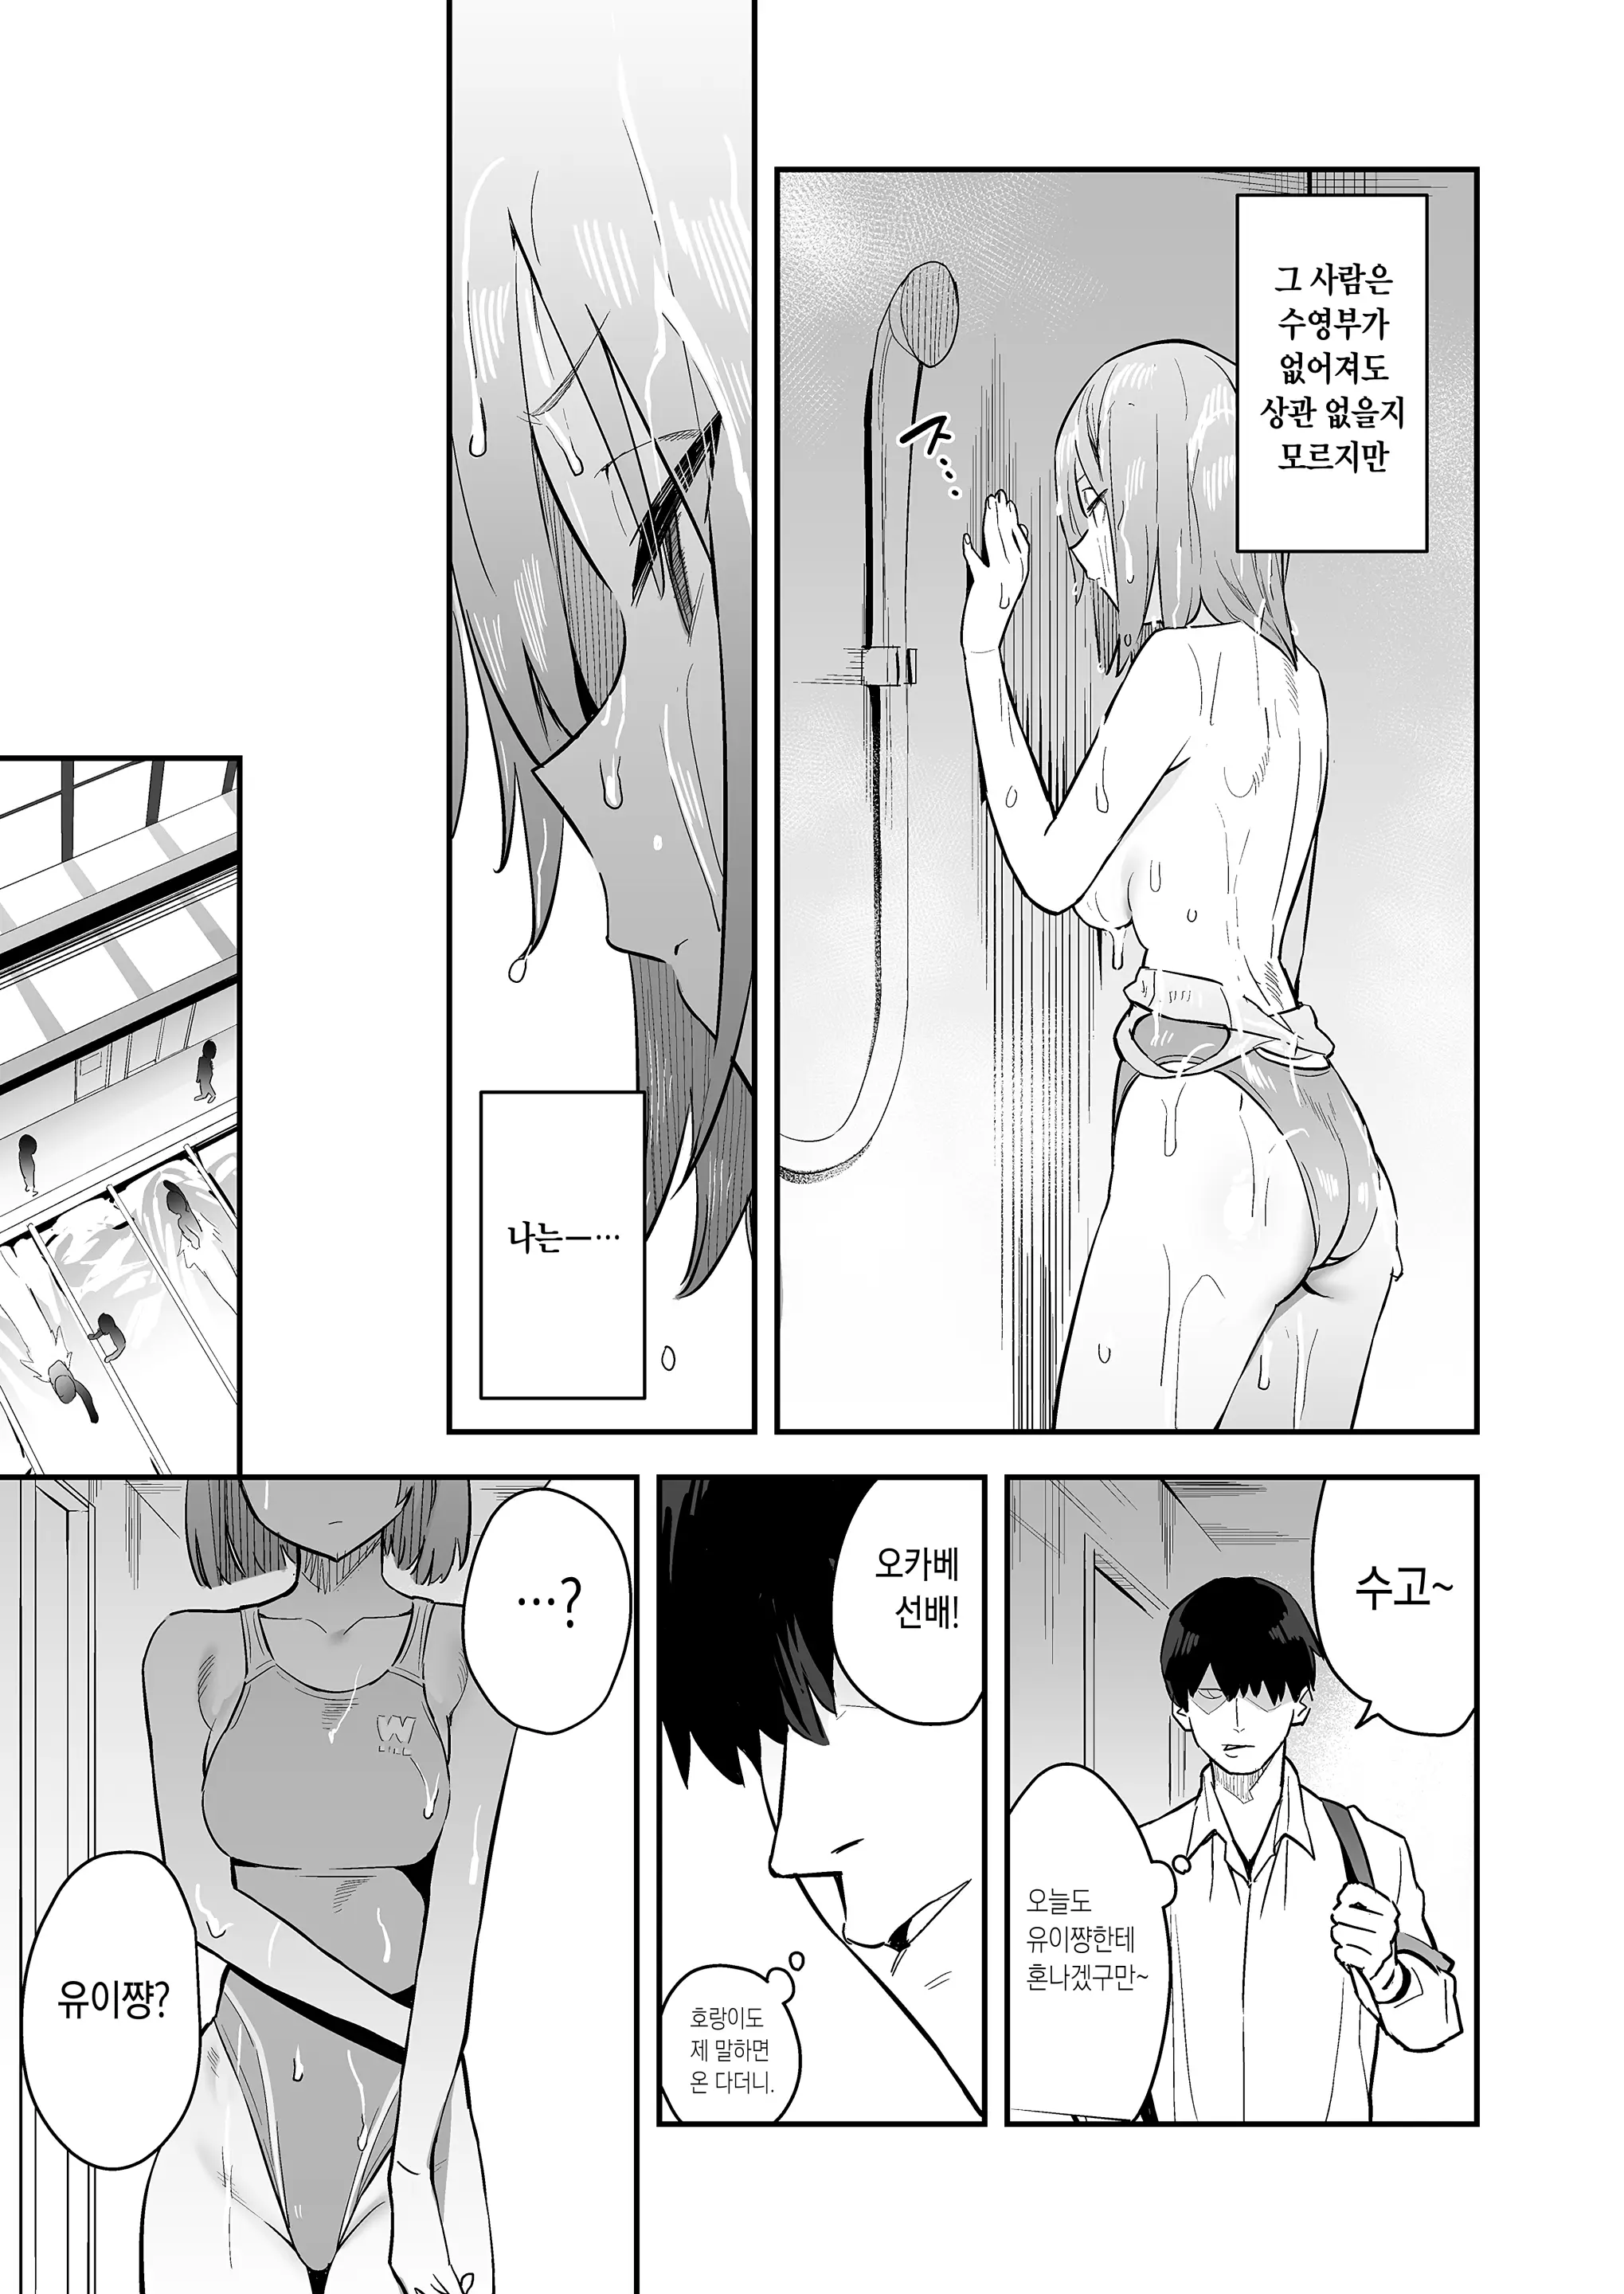 그 사람은
수영부가
없어져도
상관 없을지
모르지만
ス…
나는―…
수고~
오늘도
유이쨩한테
혼나겠구만~
오카베
선배!
호랑이도
제 말하면
온 다더니.
…?
W
유이쨩?